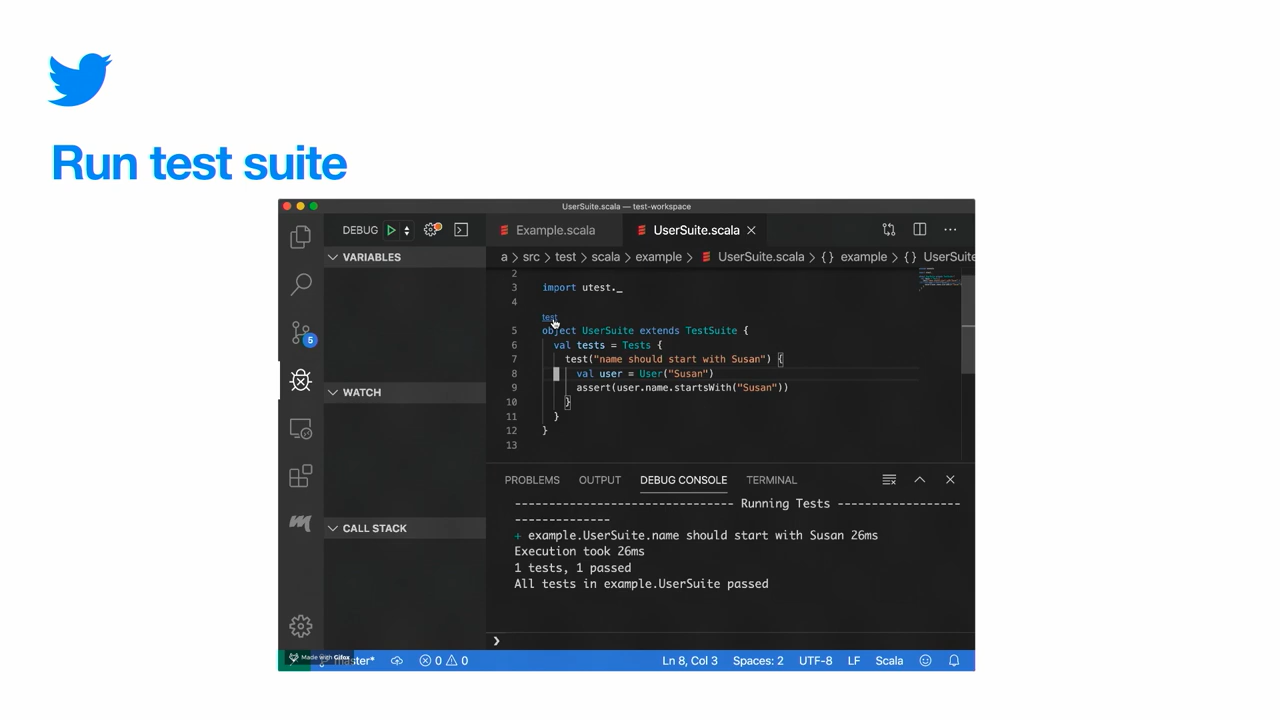 Run test suite
UserSuite.scala — test-workspace
DEBUG
Example.scala
UserSuite.scala
a > src > test > scala > example > UserSuite.scala > {} example > {} UserSuite
VARIABLES
2
3 import utest._
4
test
5 object UserSuite extends TestSuite {
6 val tests = Tests {
7 test("name should start with Susan") {
8 val user = User("Susan")
9 assert(user.name.startsWith("Susan"))
10 }
11 }
12 }
13
5
WATCH
CALL STACK
PROBLEMS OUTPUT DEBUG CONSOLE TERMINAL
------------------------------- Running Tests -----------------
--------------
+ example.UserSuite.name should start with Susan 26ms
Execution took 26ms
1 tests, 1 passed
All tests in example.UserSuite passed
❯
Made with Gifox
0 0
Ln 8, Col 3 Spaces: 2 UTF-8 LF Scala